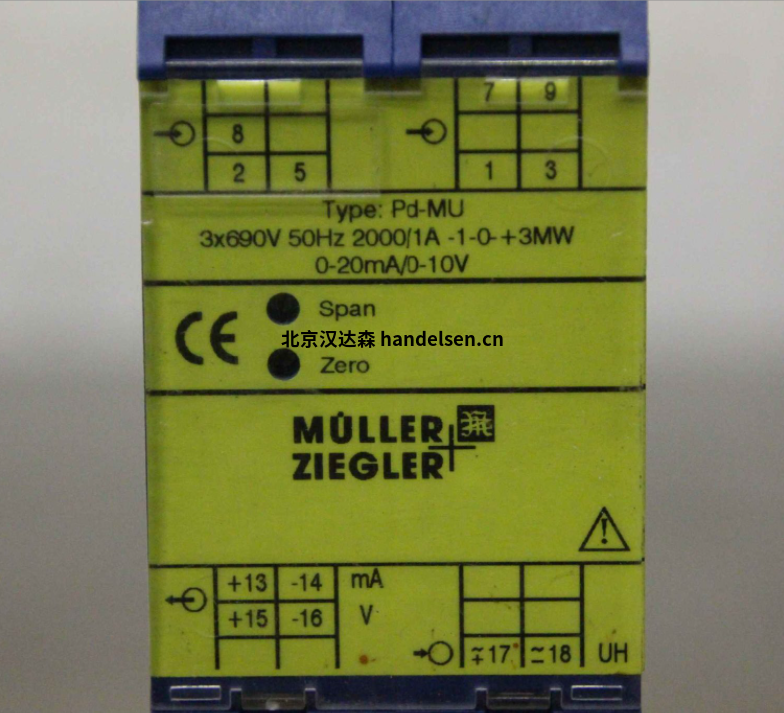 7 9
8
2 5 1 3
Type: Pd-MU
3x690V 50Hz 2000/1A -1-0-+3MW
0-20mA/0-10V
Span
CE
北京汉达森 handelsen.cn
Zero
MÜLLER
ZIEGLER
+13 -14 mA
+15 -16 V
≂17 ≂18 UH